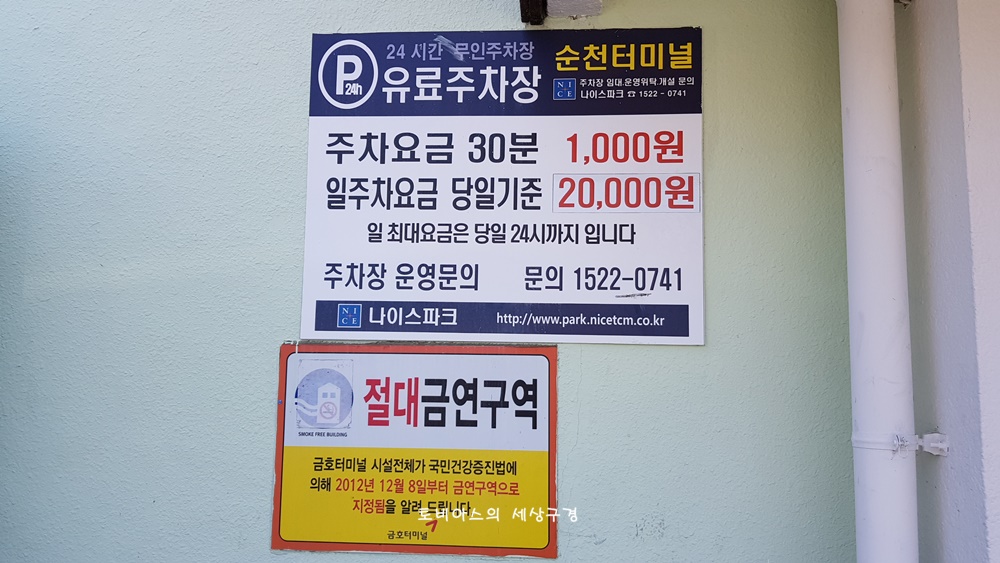 P 24h
24 시간 무인주차장
유료주차장
순천터미널
NICE
주차장 임대.운영위탁.개설 문의
나이스파크 ☎ 1522 - 0741
주차요금 30분 1,000원
일주차요금 당일기준 20,000원
일 최대요금은 당일 24시까지 입니다
주차장 운영문의 문의 1522-0741
NICE 나이스파크 http://www.park.nicetcm.co.kr
SMOKE FREE BUILDING
절대금연구역
금호터미널 시설전체가 국민건강증진법에
의해 2012년 12월 8일부터 금연구역으로
지정됨을 알려 드립니다
토비아스의 세상구경
금호터미널